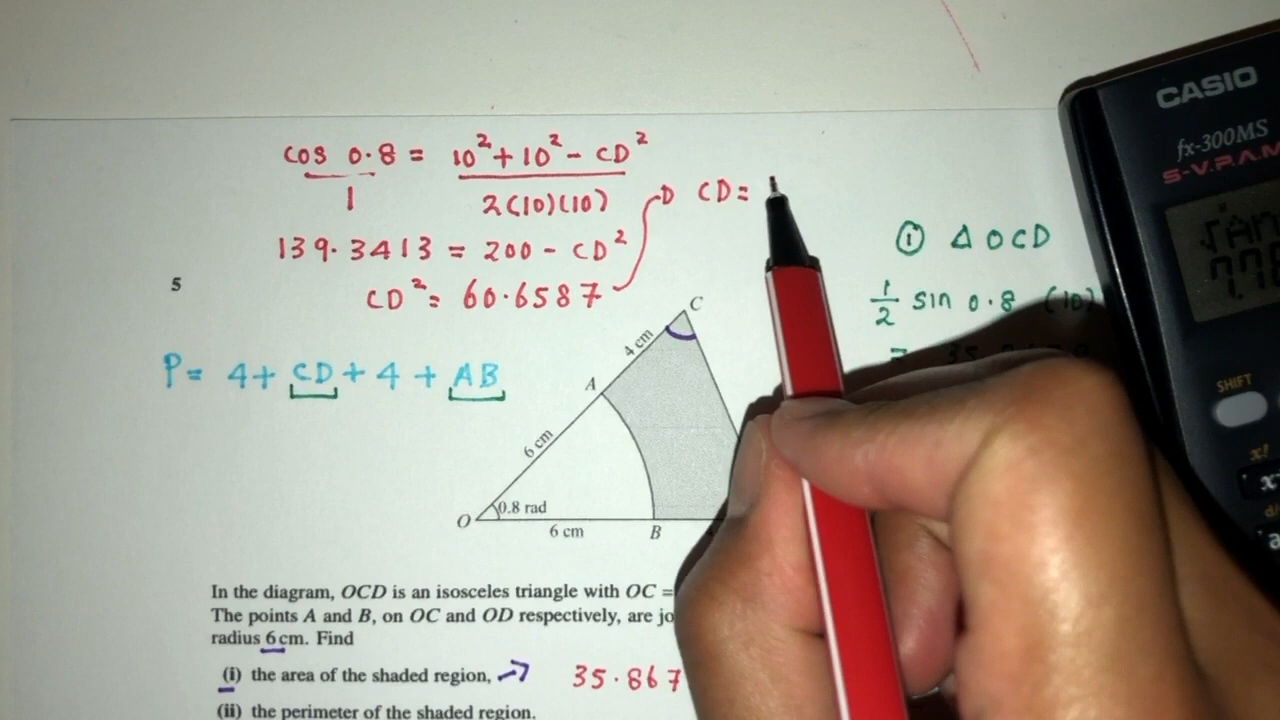 cos 0.8 = 10² + 10² - CD²
1 2(10)(10)
CD =
139.3413 = 200 - CD²
CD² = 60.6587
5
P = 4 + CD + 4 + AB
① Δ OCD
1/2 sin 0.8 (10)
C
4 cm
A
6 cm
0.8 rad
O
6 cm
B
In the diagram, OCD is an isosceles triangle with OC =
The points A and B, on OC and OD respectively, are jo
radius 6 cm. Find
(i) the area of the shaded region,
35.867
(ii) the perimeter of the shaded region.
CASIO
fx-300MS
S-V.P.A.M
SHIFT
x!